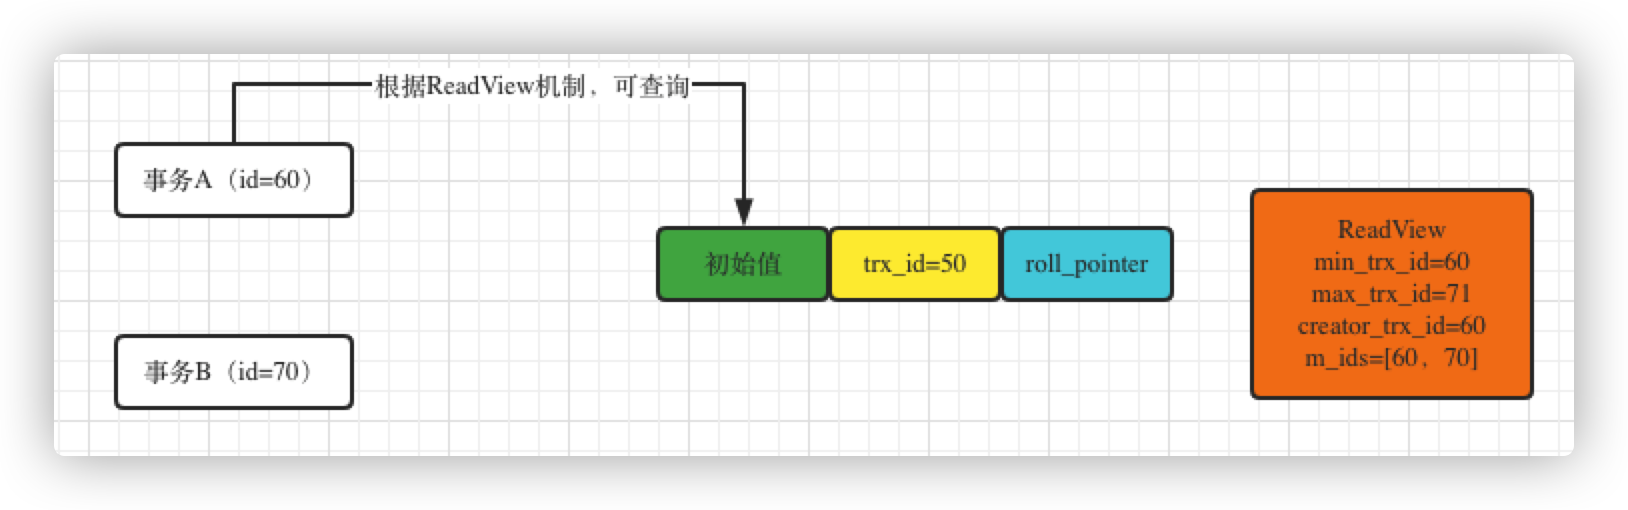 根据ReadView机制，可查询
事务A（id=60）
初始值
trx_id=50
roll_pointer
ReadView
min_trx_id=60
max_trx_id=71
creator_trx_id=60
m_ids=[60，70]
事务B（id=70）